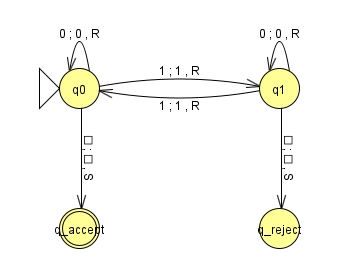 0 ; 0 , R
0 ; 0 , R
1 ; 1 , R
q0
q1
1 ; 1 , R
□ ; □ , S
□ ; □ , S
q_accept
q_reject